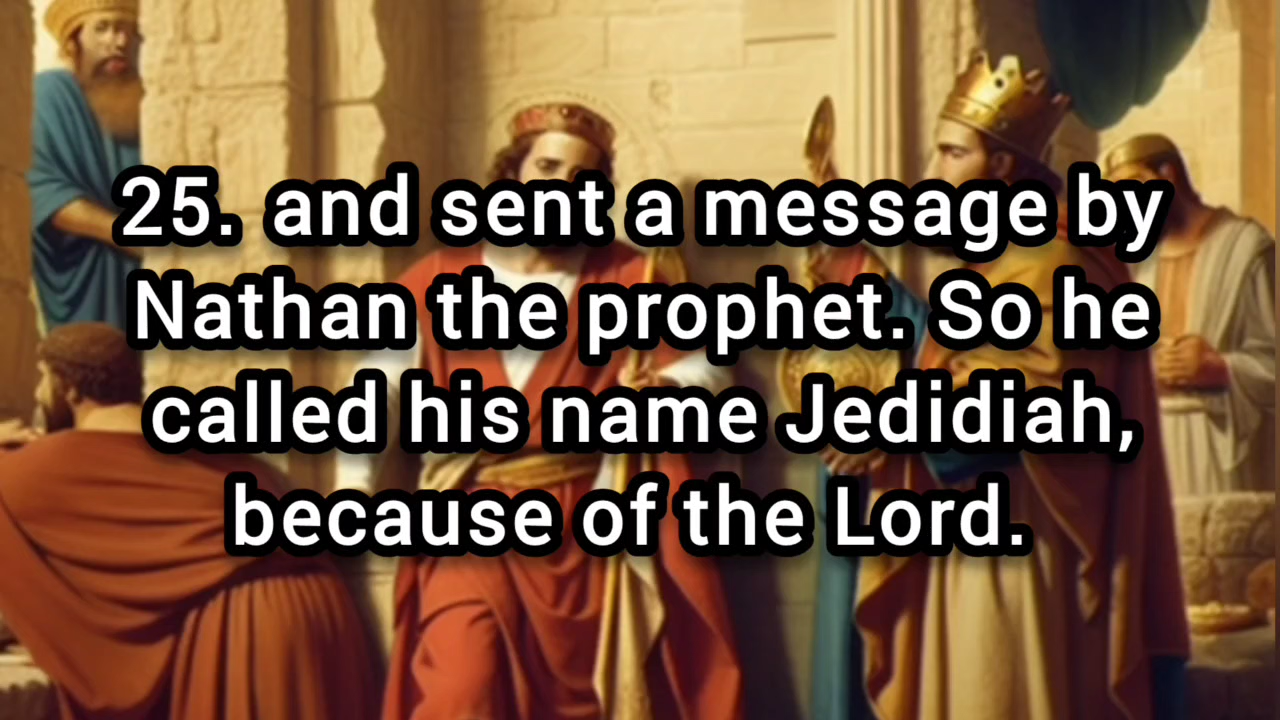 25. and sent a message by
Nathan the prophet. So he
called his name Jedidiah,
because of the Lord.